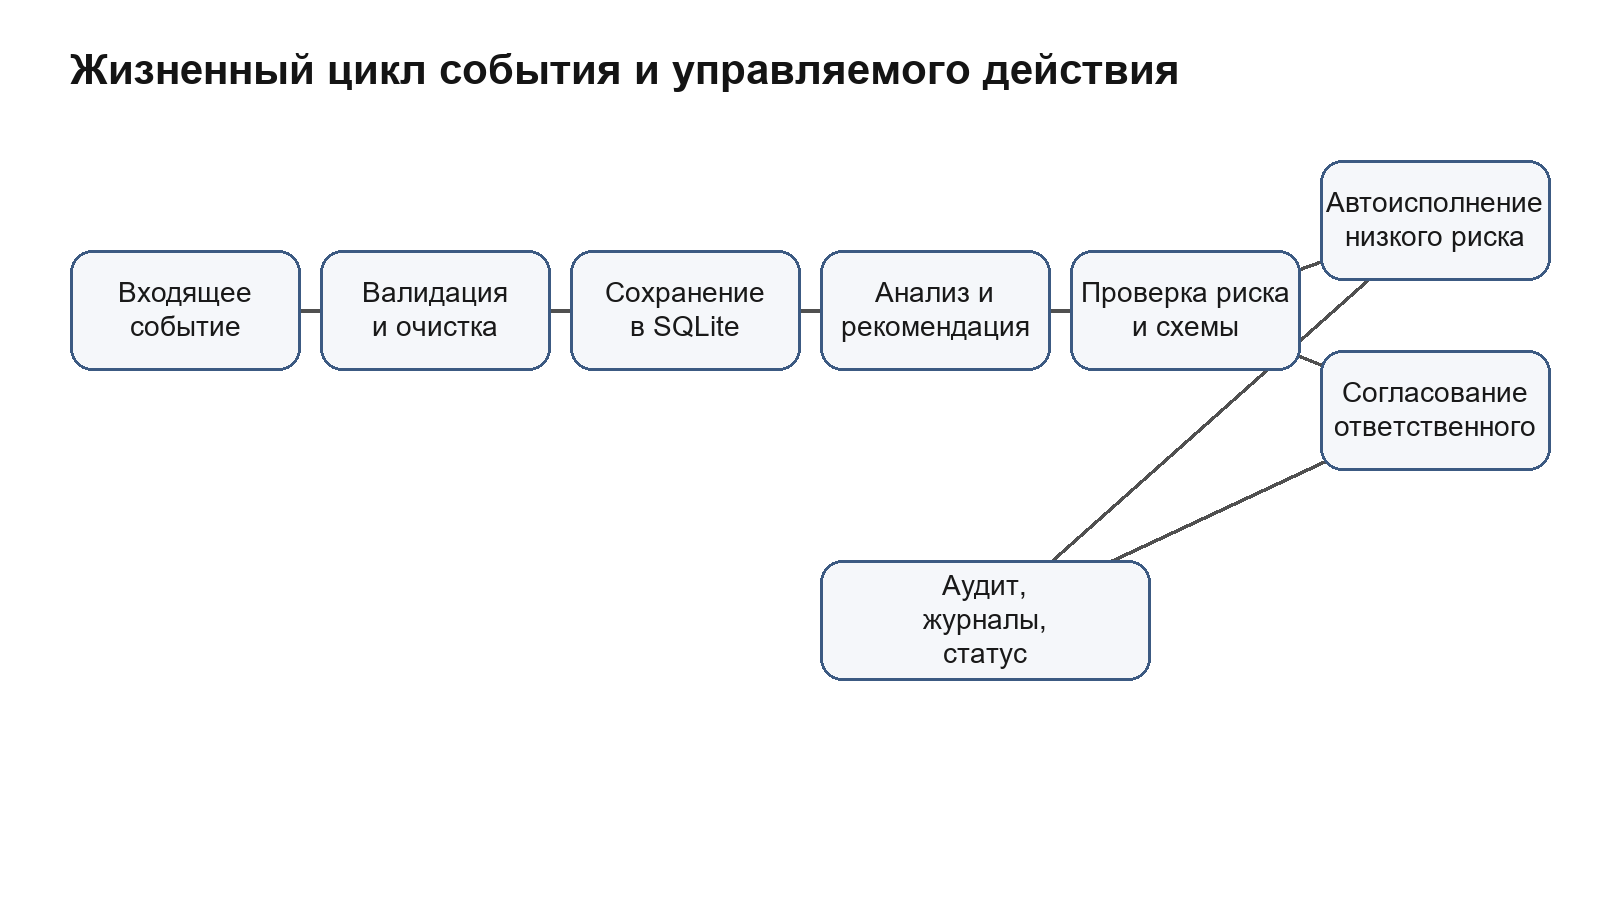 Жизненный цикл события и управляемого действия
Входящее
событие
Валидация
и очистка
Сохранение
в SQLite
Анализ и
рекомендация
Проверка риска
и схемы
Автоисполнение
низкого риска
Согласование
ответственного
Аудит,
журналы,
статус